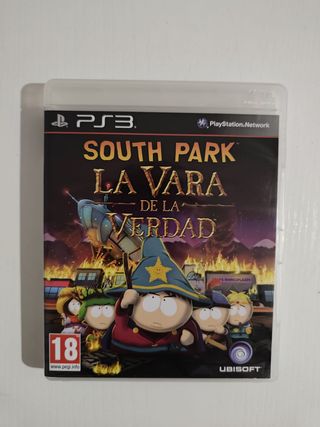 PS3
PlayStation Network
SOUTH PARK
LA VARA
DE LA
VERDAD
18
www.pegi.info
UBISOFT